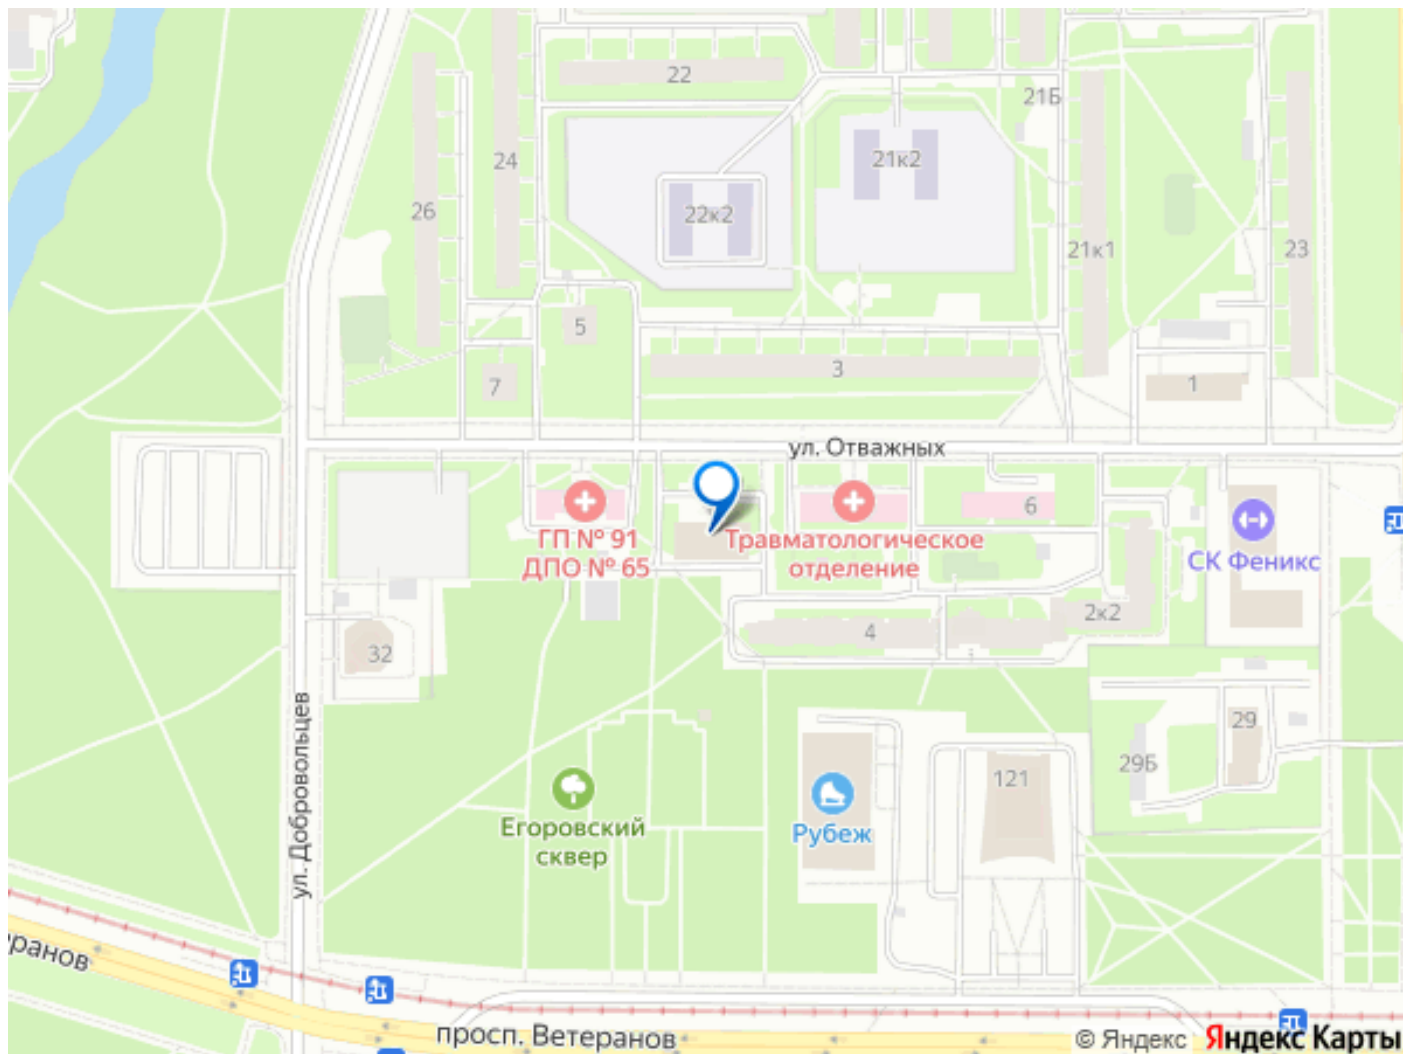 22
21Б
24
21к2
26
22к2
21к1
23
5
3
7
1
ул. Отважных
6
ГП № 91
ДПО № 65
Травматологическое
отделение
СК Феникс
2к2
4
32
ул. Добровольцев
29
29Б
121
Егоровский
сквер
Рубеж
еранов
просп. Ветеранов
© Яндекс Яндекс Карты